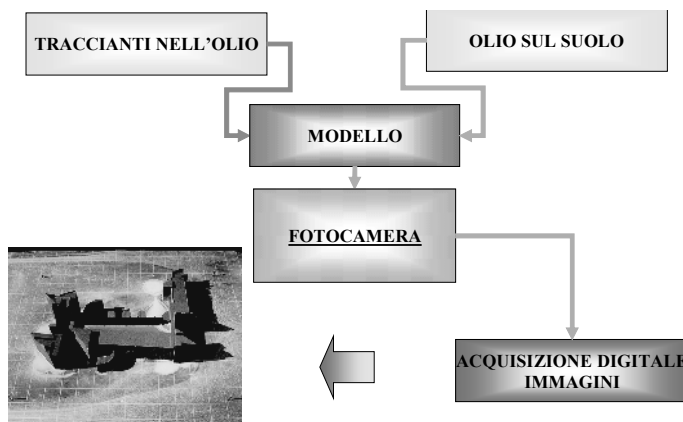 TRACCIANTI NELL’OLIO
OLIO SUL SUOLO
MODELLO
FOTOCAMERA
ACQUISIZIONE DIGITALE
IMMAGINI